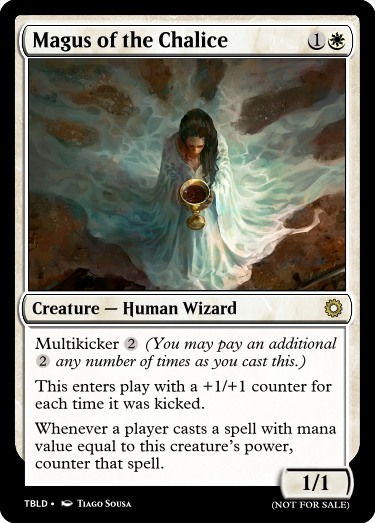 Magus of the Chalice 1
Creature — Human Wizard
Multikicker 2 (You may pay an additional
2 any number of times as you cast this.)
This enters play with a +1/+1 counter for
each time it was kicked.
Whenever a player casts a spell with mana
value equal to this creature's power,
counter that spell.
1/1
TBLD • Tiago Sousa
(NOT FOR SALE)